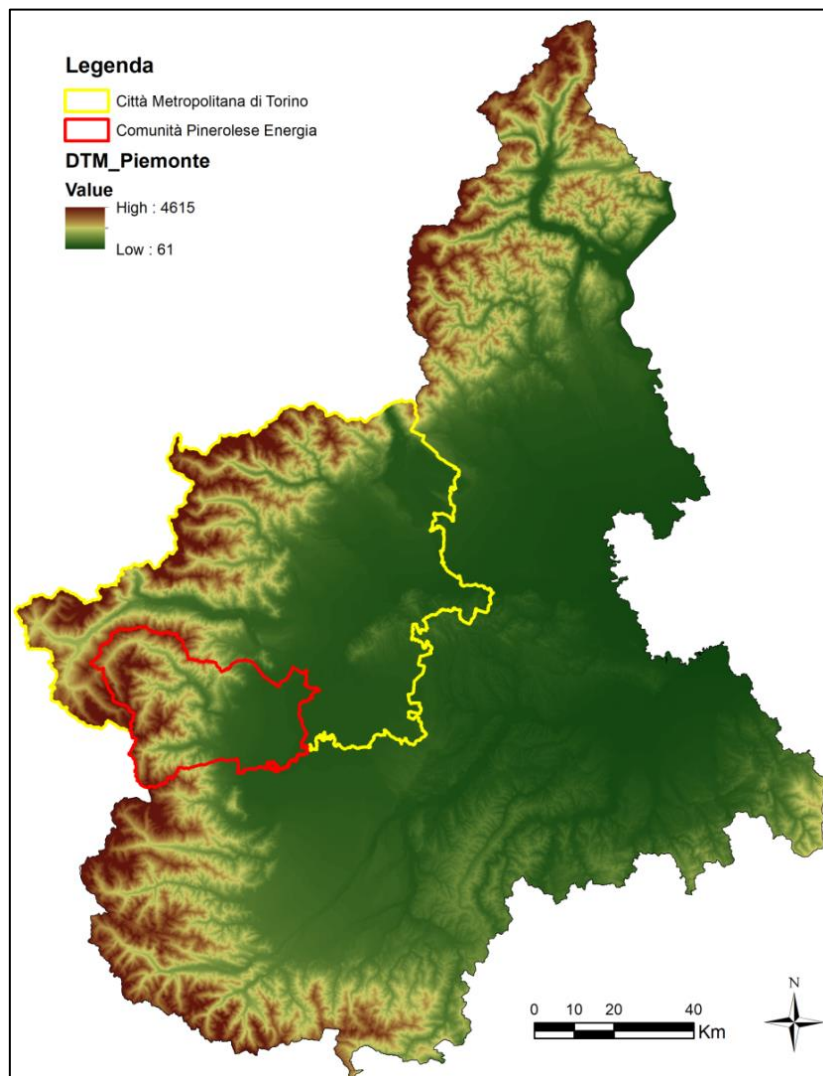 Legenda
Città Metropolitana di Torino
Comunità Pinerolese Energia
DTM_Piemonte
Value
High : 4615
Low : 61
N
0 10 20 40
Km